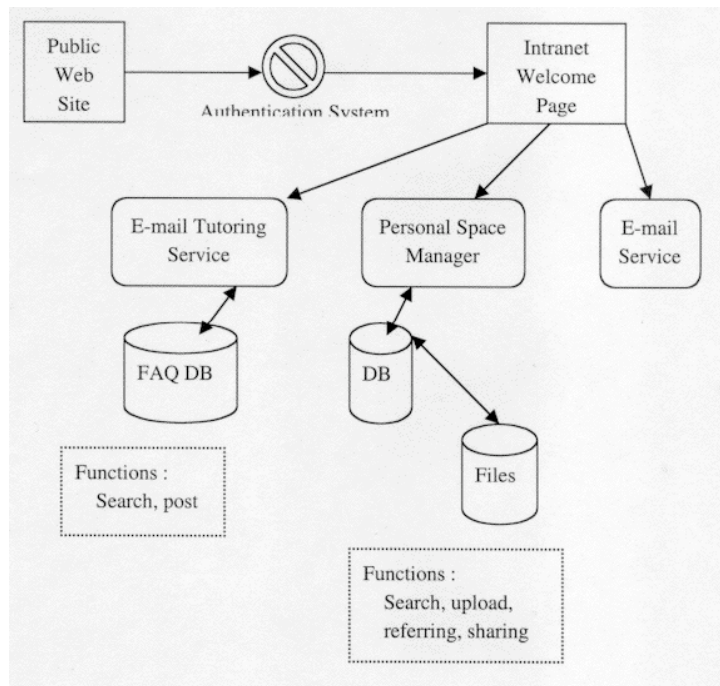 Public
Web
Site
Authentication System
Intranet
Welcome
Page
E-mail Tutoring
Service
Personal Space
Manager
E-mail
Service
FAQ DB
DB
Files
Functions :
Search, post
Functions :
Search, upload,
referring, sharing